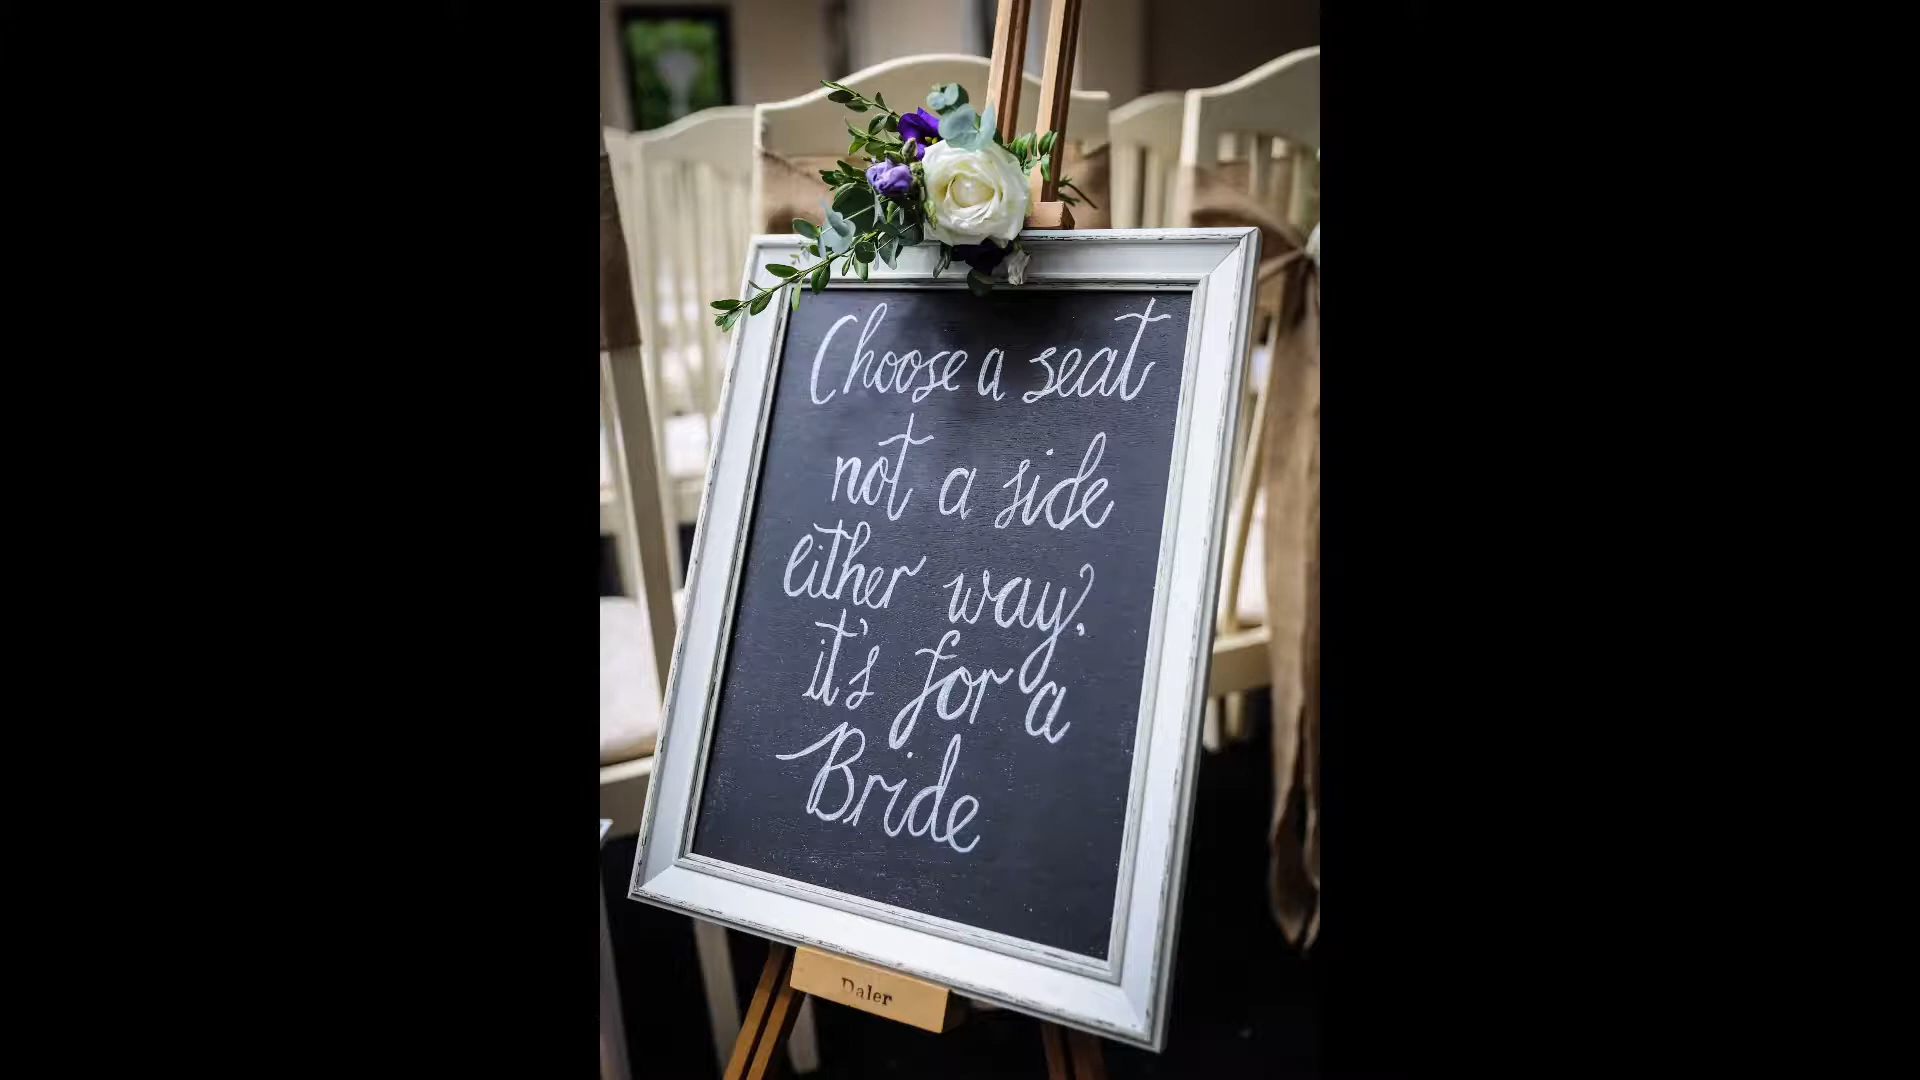 Choose a seat
not a side
either way,
it's for a
Bride
Daler